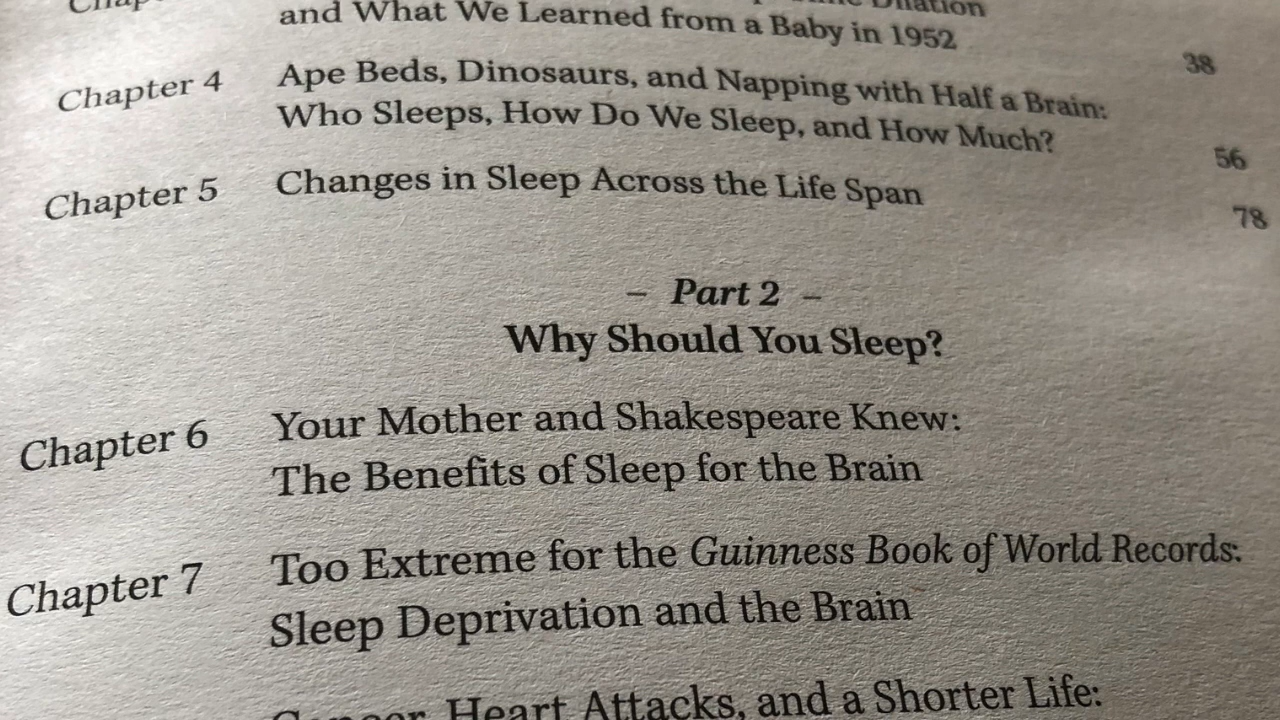 Dilation
and What We Learned from a Baby in 1952
38
Chapter 4 Ape Beds, Dinosaurs, and Napping with Half a Brain:
Who Sleeps, How Do We Sleep, and How Much?
56
Chapter 5 Changes in Sleep Across the Life Span
78
– Part 2 –
Why Should You Sleep?
Chapter 6 Your Mother and Shakespeare Knew:
The Benefits of Sleep for the Brain
Chapter 7 Too Extreme for the Guinness Book of World Records:
Sleep Deprivation and the Brain
Heart Attacks, and a Shorter Life: